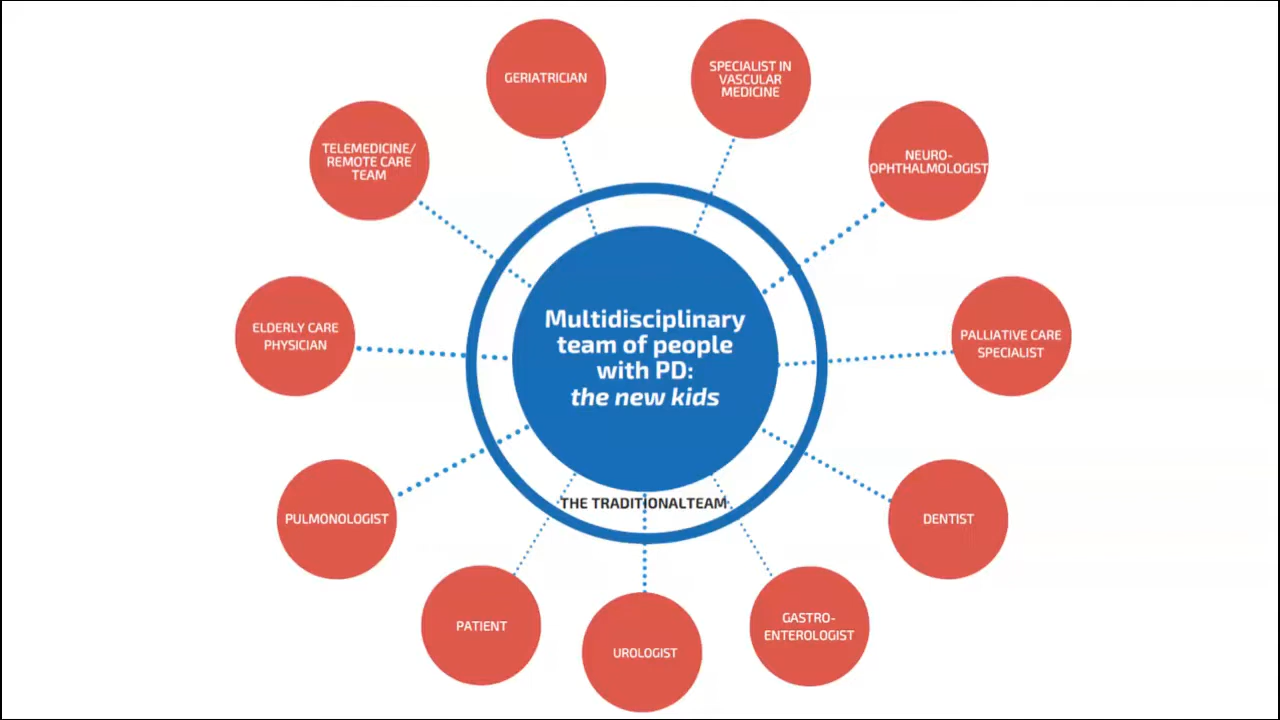 GERIATRICIAN
SPECIALIST IN
VASCULAR
MEDICINE
TELEMEDICINE/
REMOTE CARE
TEAM
NEURO-
OPHTHALMOLOGIST
Multidisciplinary
team of people
with PD:
the new kids
ELDERLY CARE
PHYSICIAN
PALLIATIVE CARE
SPECIALIST
THE TRADITIONALTEAM
PULMONOLOGIST
DENTIST
PATIENT
UROLOGIST
GASTRO-
ENTEROLOGIST